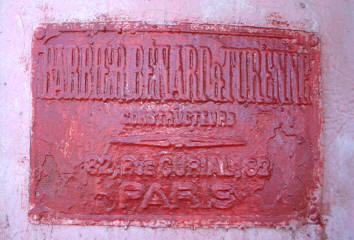 BARBIER BENARD & TURENNE
CONSTRUCTEURS
82, RUE CURIAL, 82
PARIS